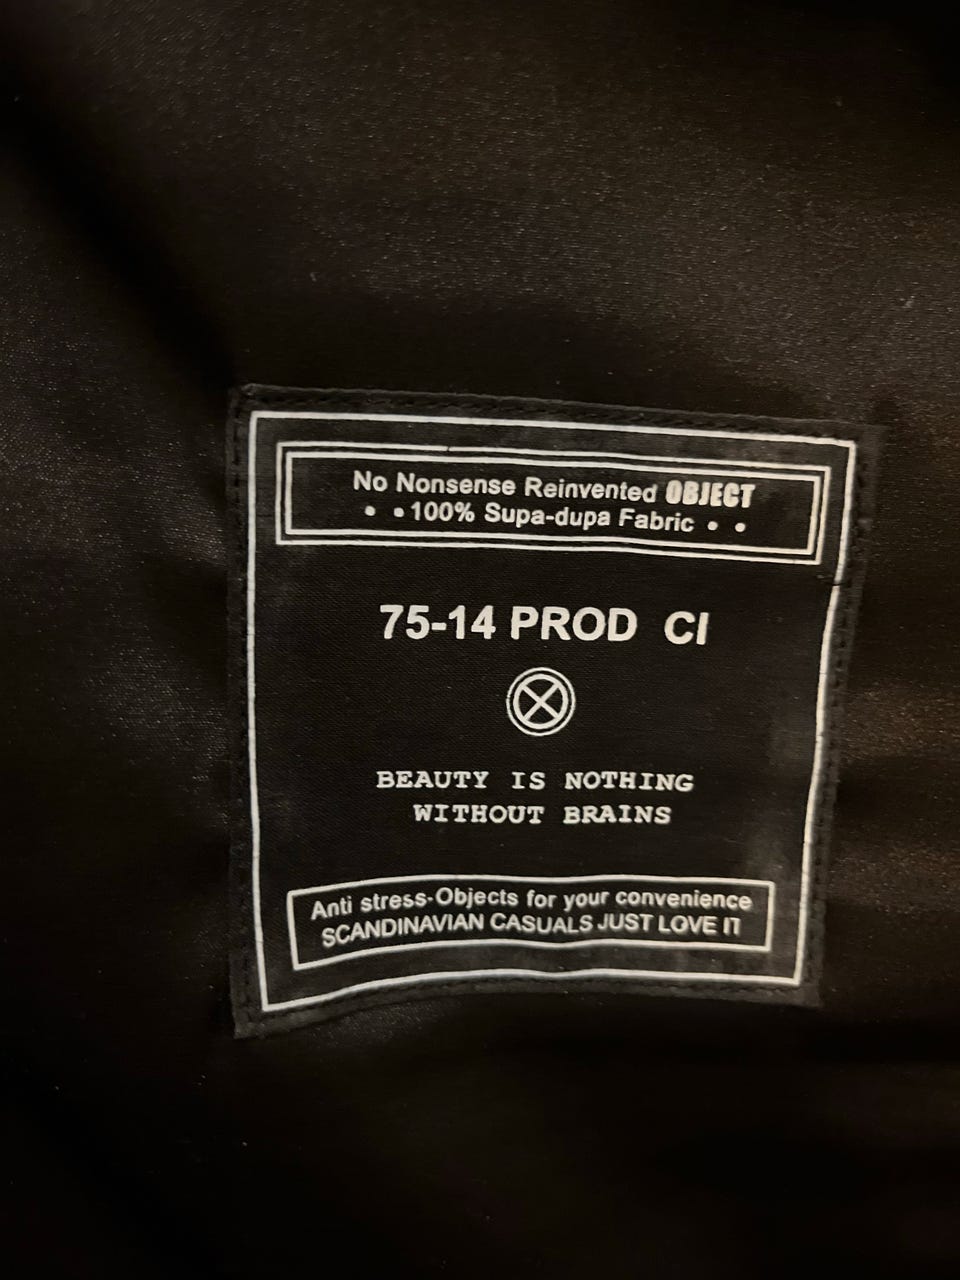 No Nonsense Reinvented OBJECT
• • 100% Supa-dupa Fabric • •
75-14 PROD CI
BEAUTY IS NOTHING
WITHOUT BRAINS
Anti stress-Objects for your convenience
SCANDINAVIAN CASUALS JUST LOVE IT